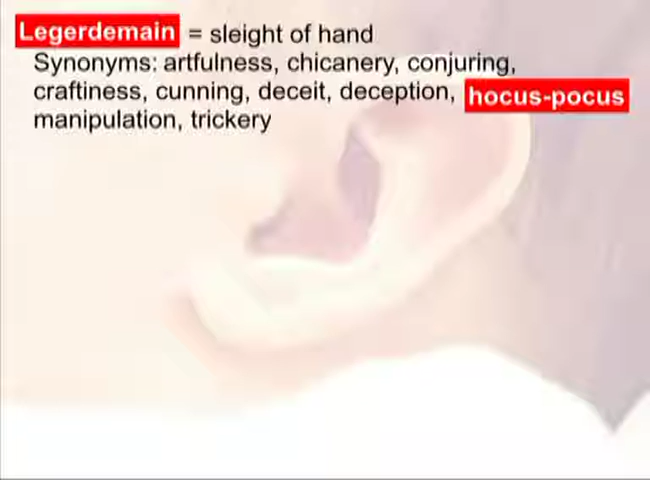 Legerdemain = sleight of hand
Synonyms: artfulness, chicanery, conjuring,
craftiness, cunning, deceit, deception, hocus-pocus
manipulation, trickery